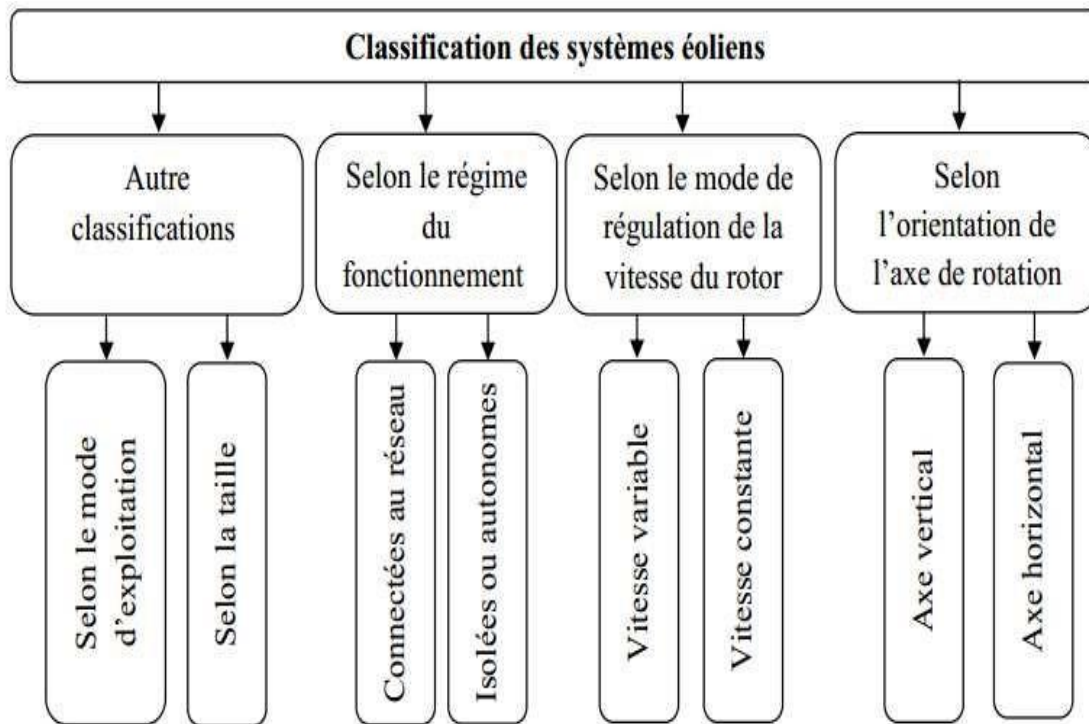 Classification des systèmes éoliens
Autre
classifications
Selon le régime
du
fonctionnement
Selon le mode de
régulation de la
vitesse du rotor
Selon
l'orientation de
l'axe de rotation
Selon le mode
d'exploitation
Selon la taille
Connectées au réseau
Isolées ou autonomes
Vitesse variable
Vitesse constante
Axe vertical
Axe horizontal